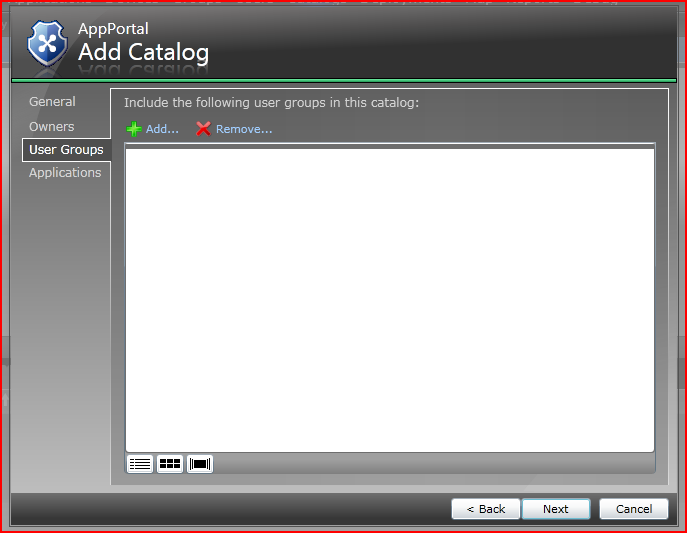 AppPortal
Add Catalog
General
Owners
User Groups
Applications
Include the following user groups in this catalog:
Add... Remove...
< Back Next Cancel